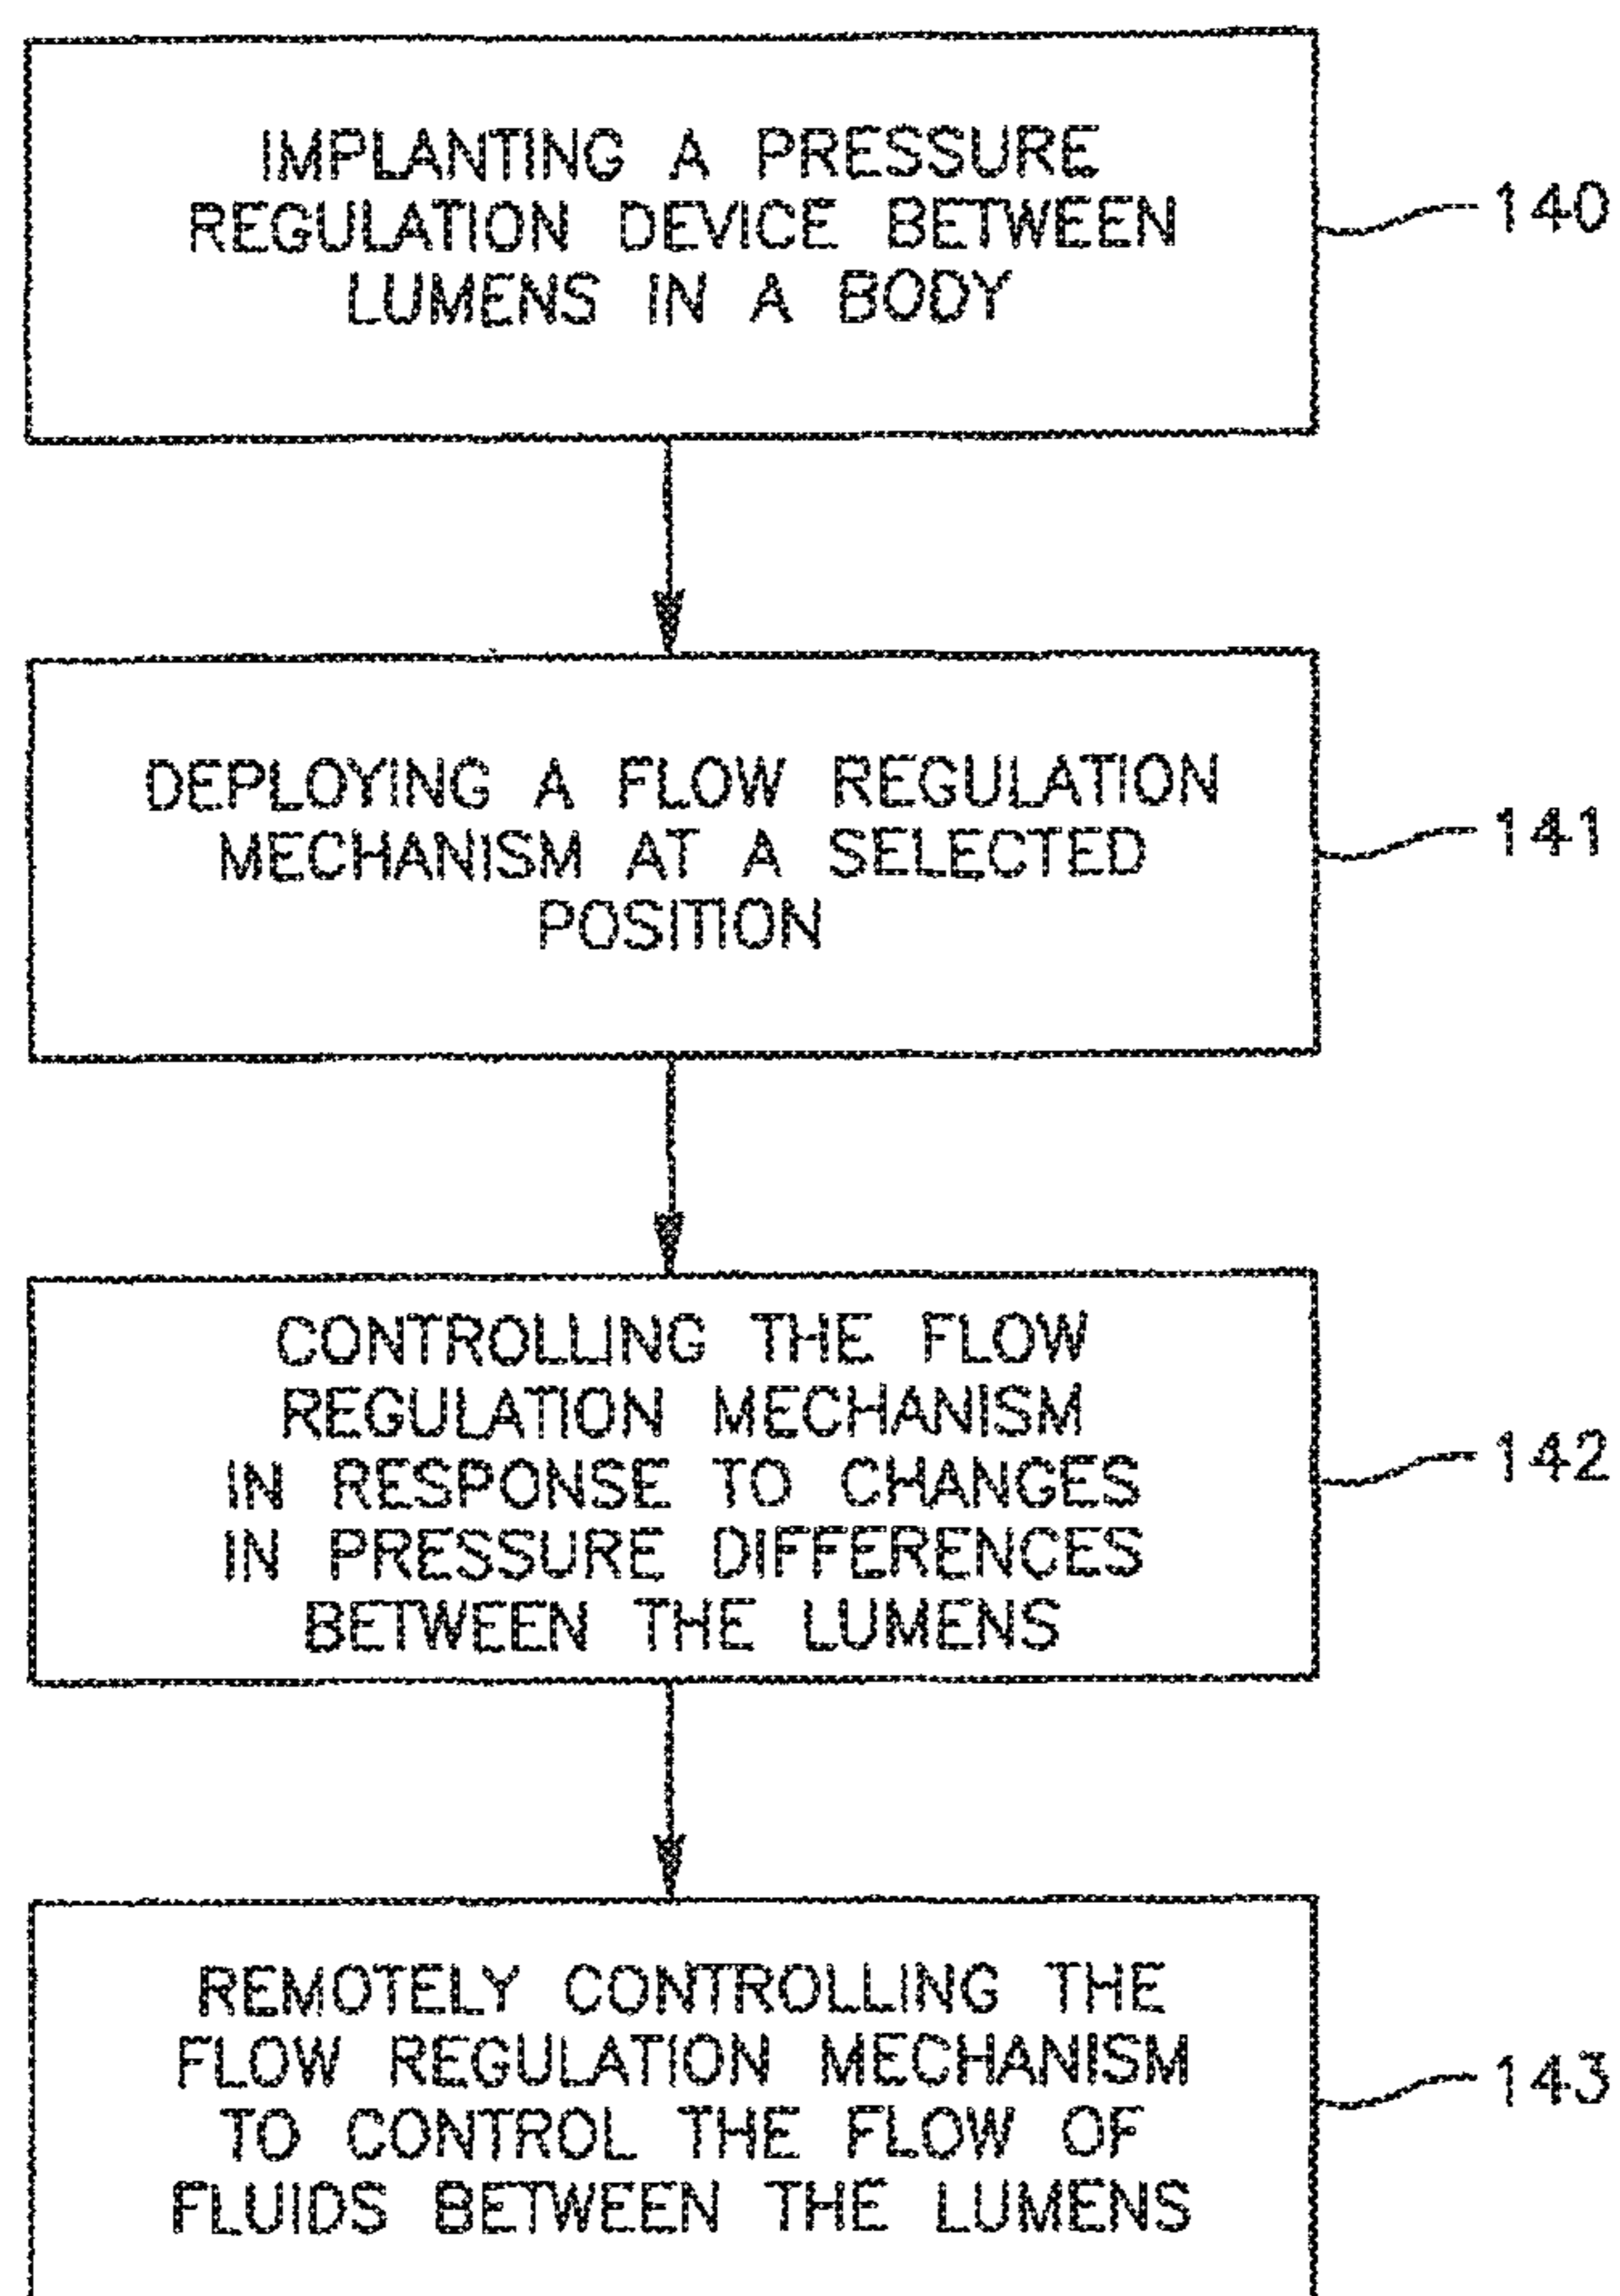 IMPLANTING A PRESSURE
REGULATION DEVICE BETWEEN
LUMENS IN A BODY
140
DEPLOYING A FLOW REGULATION
MECHANISM AT A SELECTED
POSITION
141
CONTROLLING THE FLOW
REGULATION MECHANISM
IN RESPONSE TO CHANGES
IN PRESSURE DIFFERENCES
BETWEEN THE LUMENS
142
REMOTELY CONTROLLING THE
FLOW REGULATION MECHANISM
TO CONTROL THE FLOW OF
FLUIDS BETWEEN THE LUMENS
143